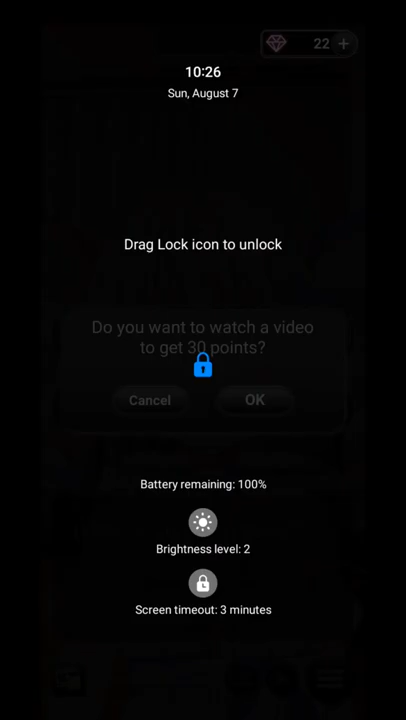 22 +
10:26
Sun, August 7
Drag Lock icon to unlock
Do you want to watch a video
to get 30 points?
Cancel OK
Battery remaining: 100%
Brightness level: 2
Screen timeout: 3 minutes